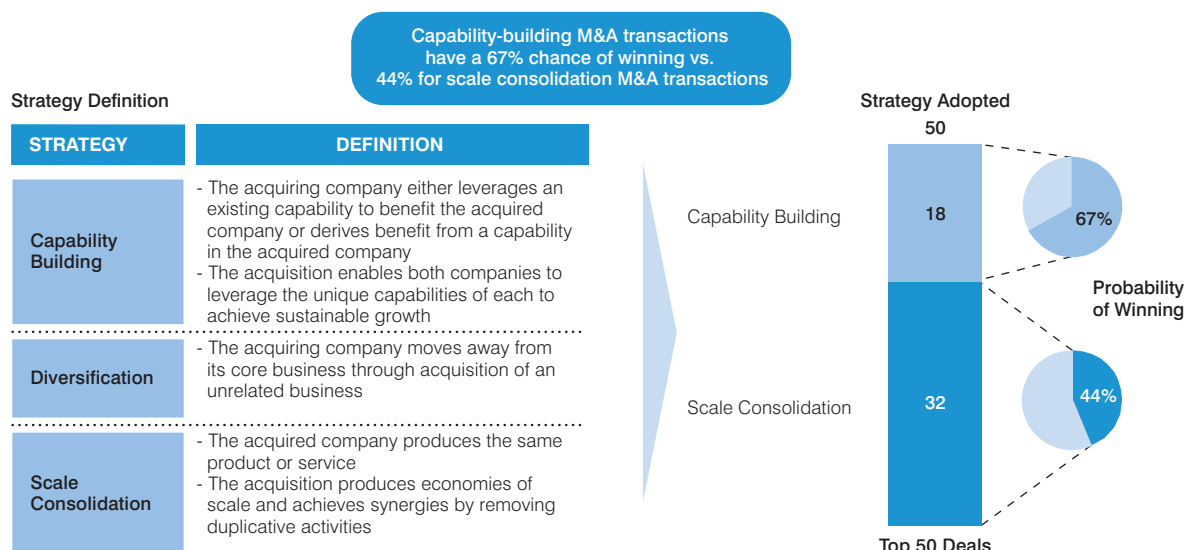 Capability-building M&A transactions
have a 67% chance of winning vs.
44% for scale consolidation M&A transactions
Strategy Definition
STRATEGY
DEFINITION
Capability
Building
- The acquiring company either leverages an
existing capability to benefit the acquired
company or derives benefit from a capability
in the acquired company
- The acquisition enables both companies to
leverage the unique capabilities of each to
achieve sustainable growth
Diversification
- The acquiring company moves away from
its core business through acquisition of an
unrelated business
Scale
Consolidation
- The acquired company produces the same
product or service
- The acquisition produces economies of
scale and achieves synergies by removing
duplicative activities
Strategy Adopted
50
Capability Building
18
67%
Probability
of Winning
Scale Consolidation
32
44%
Top 50 Deals